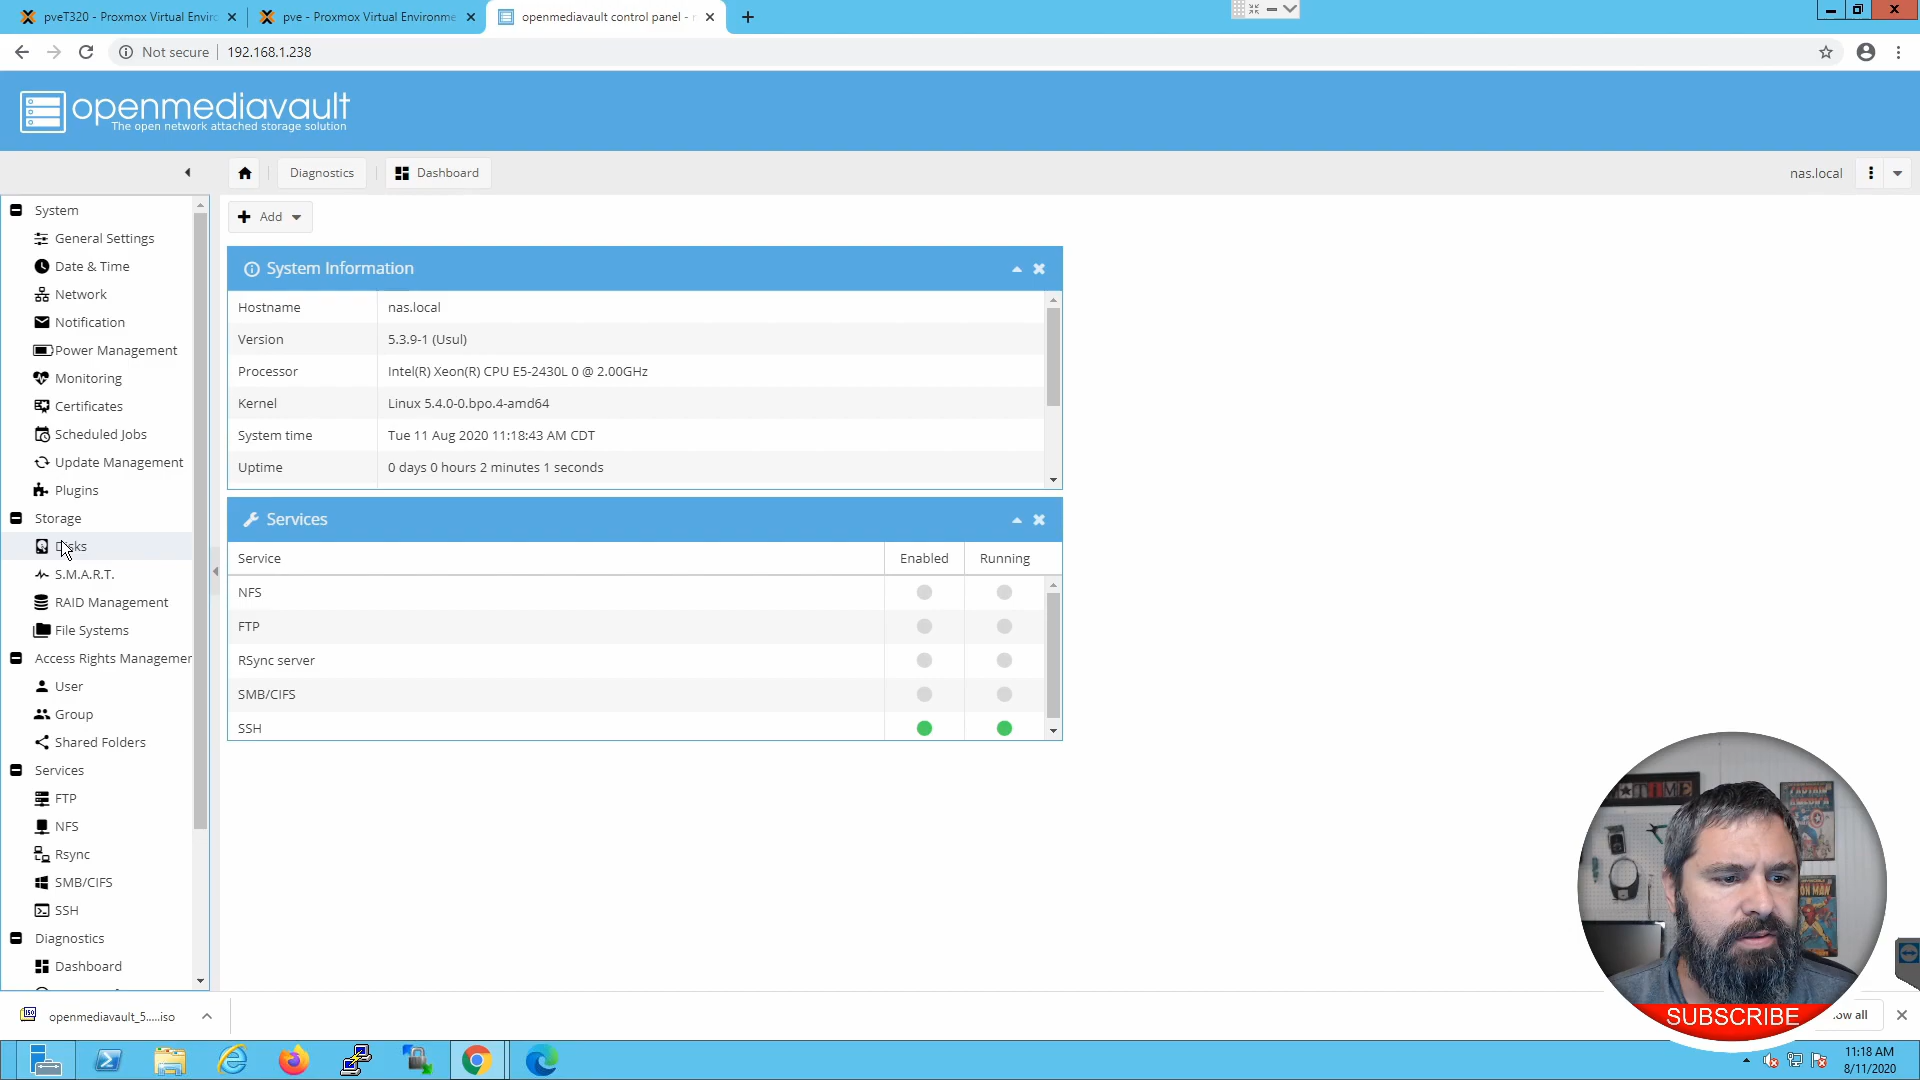 pveT320 - Proxmox Virtual Envir
pve - Proxmox Virtual Environme
openmediavault control panel -
Not secure
192.168.1.238
openmediavault
The open network attached storage solution
Diagnostics
Dashboard
nas.local
System
General Settings
Date & Time
Network
Notification
Power Management
Monitoring
Certificates
Scheduled Jobs
Update Management
Plugins
Storage
Disks
S.M.A.R.T.
RAID Management
File Systems
Access Rights Managemen
User
Group
Shared Folders
Services
FTP
NFS
Rsync
SMB/CIFS
SSH
Diagnostics
Dashboard
Add
System Information
Hostname nas.local
Version 5.3.9-1 (Usul)
Processor Intel(R) Xeon(R) CPU E5-2430L 0 @ 2.00GHz
Kernel Linux 5.4.0-0.bpo.4-amd64
System time Tue 11 Aug 2020 11:18:43 AM CDT
Uptime 0 days 0 hours 2 minutes 1 seconds
Services
Service Enabled Running
NFS
FTP
RSync server
SMB/CIFS
SSH
CAPTAIN
IRON MAN
SUBSCRIBE
openmediavault_5.....iso
ow all
11:18 AM
8/11/2020